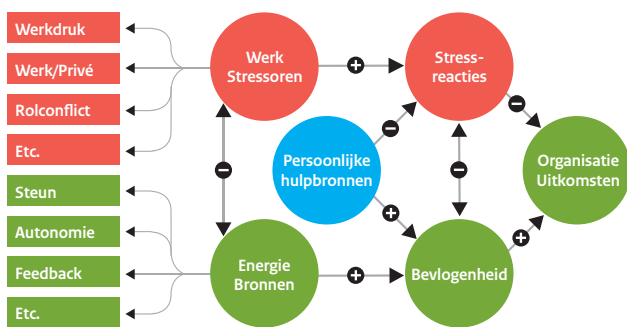 Werkdruk
Werk/Privé
Rolconflict
Etc.
Steun
Autonomie
Feedback
Etc.
Werk
Stressoren
+
Stress-
reacties
−
−
−
Persoonlijke
hulpbronnen
−
+
Organisatie
Uitkomsten
Energie
Bronnen
+
Bevlogenheid
+